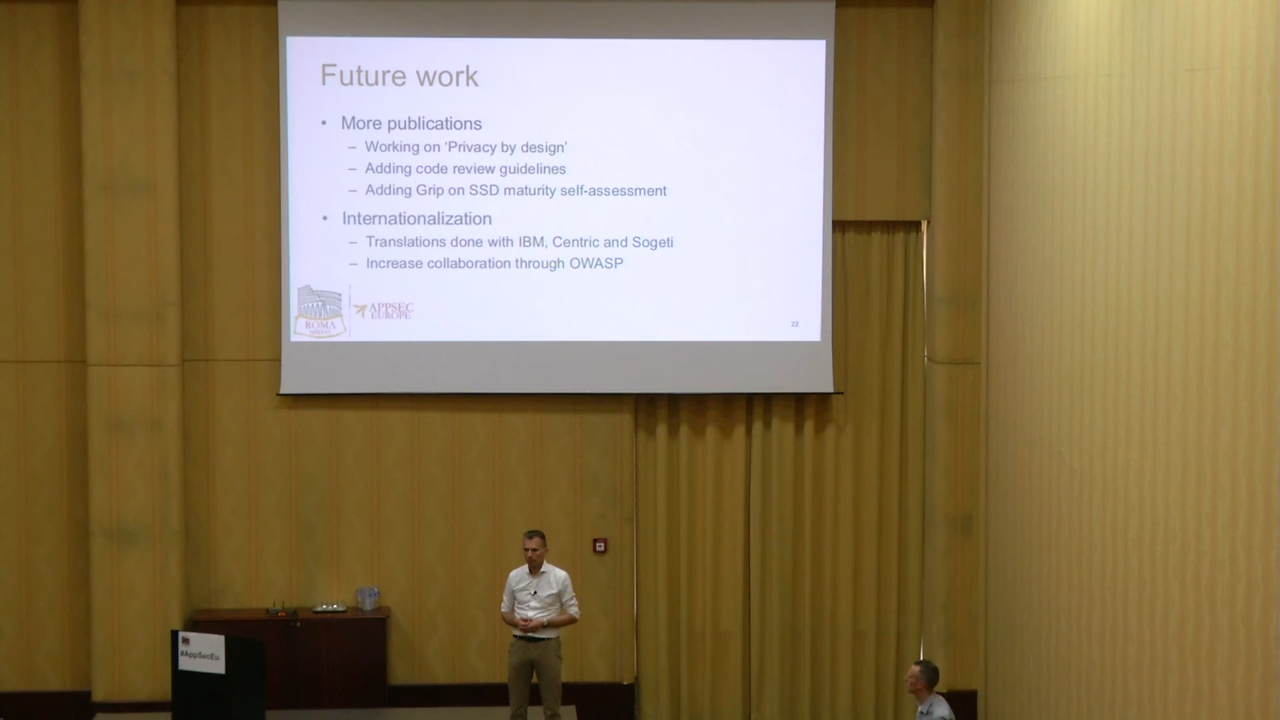 Future work
• More publications
– Working on ‘Privacy by design’
– Adding code review guidelines
– Adding Grip on SSD maturity self-assessment
• Internationalization
– Translations done with IBM, Centric and Sogeti
– Increase collaboration through OWASP
ROMA
APPSEC
EUROPE
22
#AppSecEu